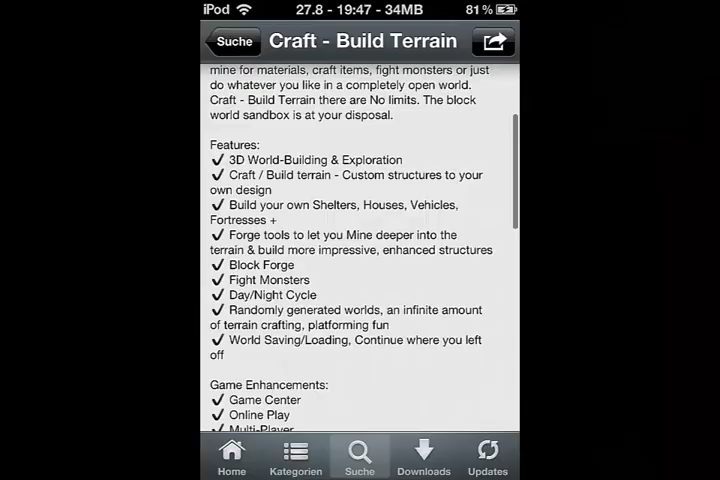 iPod 27.8 - 19:47 - 34MB 81 %
Suche Craft - Build Terrain
mine for materials, craft items, fight monsters or just
do whatever you like in a completely open world.
Craft - Build Terrain there are No limits. The block
world sandbox is at your disposal.
Features:
✔ 3D World-Building & Exploration
✔ Craft / Build terrain - Custom structures to your
own design
✔ Build your own Shelters, Houses, Vehicles,
Fortresses +
✔ Forge tools to let you Mine deeper into the
terrain & build more impressive, enhanced structures
✔ Block Forge
✔ Fight Monsters
✔ Day/Night Cycle
✔ Randomly generated worlds, an infinite amount
of terrain crafting, platforming fun
✔ World Saving/Loading, Continue where you left
off
Game Enhancements:
✔ Game Center
✔ Online Play
✔ Multi-Player
Home Kategorien Suche Downloads Updates